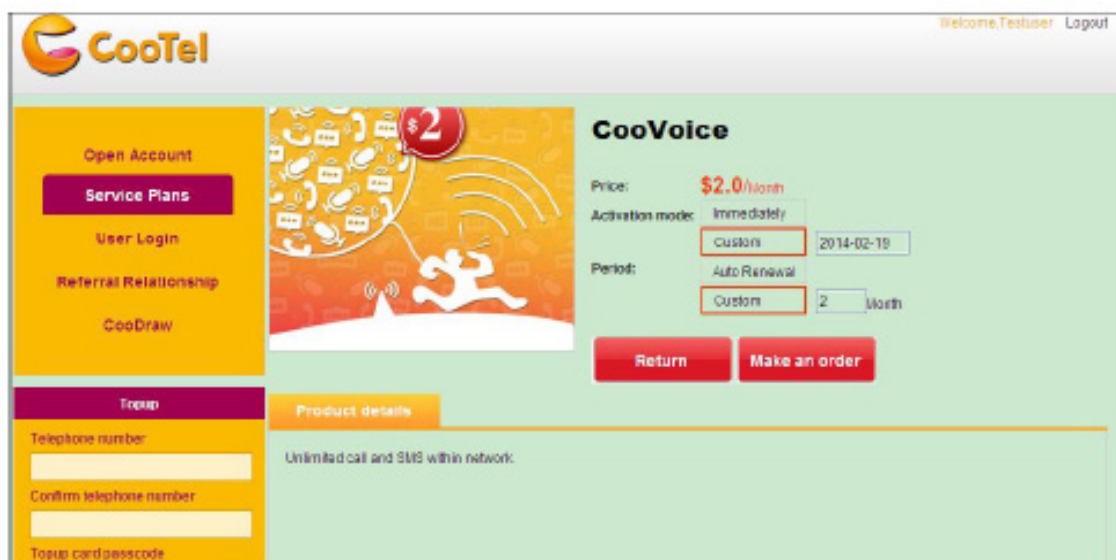 CooTel
Welcome,Testuser Logout
Open Account
Service Plans
User Login
Referral Relationship
CooDraw
$2
CooVoice
Price: $2.0/Month
Activation mode: Immediately
Custom 2014-02-19
Period: Auto Renewal
Custom 2 Month
Return Make an order
Topup
Telephone number
Confirm telephone number
Topup card passcode
Product details
Unlimited call and SMS within network.